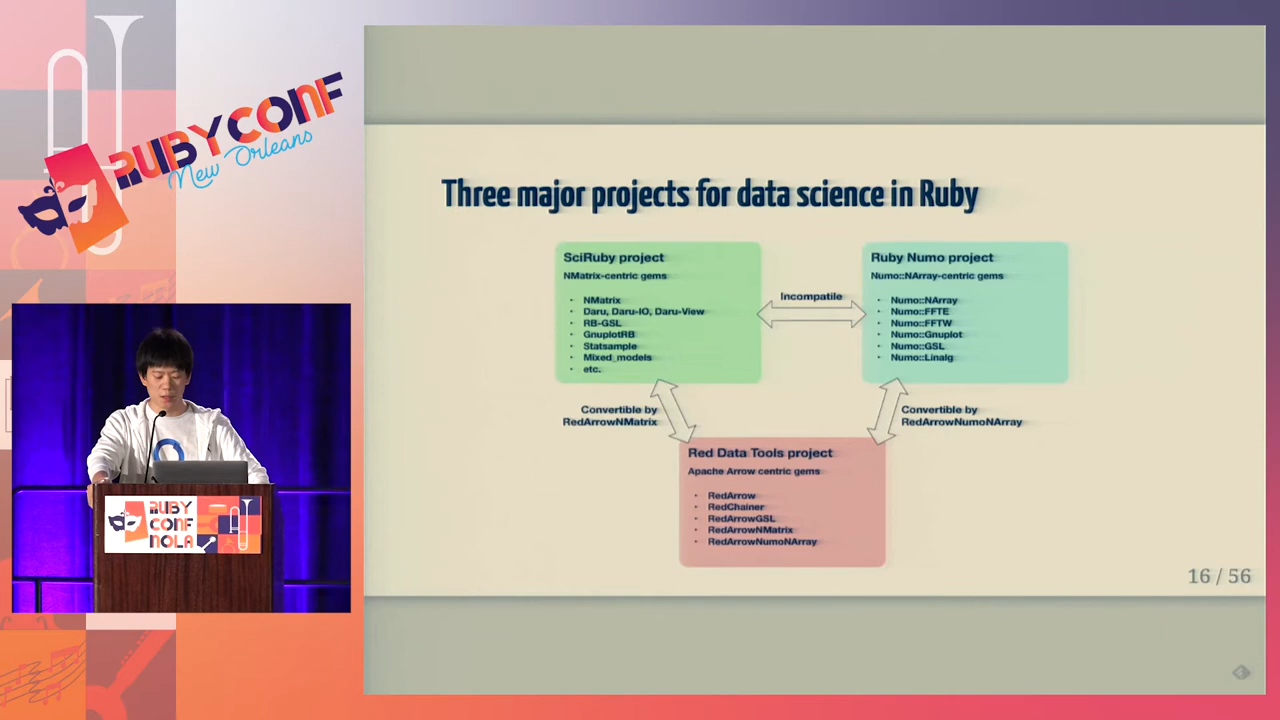 RUBYCONF
New Orleans
Three major projects for data science in Ruby
SciRuby project
NMatrix-centric gems
• NMatrix
• Daru, Daru-IO, Daru-View
• RB-GSL
• GnuplotRB
• Statsample
• Mixed_models
• etc.
Incompatile
Ruby Numo project
Numo::NArray-centric gems
• Numo::NArray
• Numo::FFTE
• Numo::FFTW
• Numo::Gnuplot
• Numo::GSL
• Numo::Linalg
Convertible by
RedArrowNMatrix
Convertible by
RedArrowNumoNArray
Red Data Tools project
Apache Arrow centric gems
• RedArrow
• RedChainer
• RedArrowGSL
• RedArrowNMatrix
• RedArrowNumoNArray
16 / 56
RUBY
CONF
NOLA